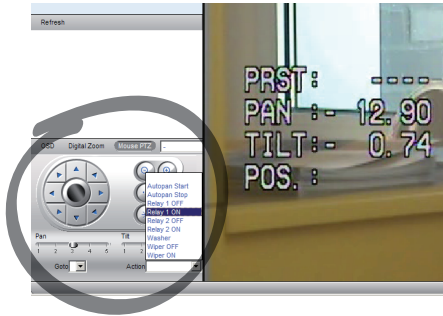 Refresh
PRST: ----
PAN :- 12.90
TILT:- 0.74
POS. :
OSD Digital Zoom Mouse PTZ -
Autopan Start
Autopan Stop
Relay 1 OFF
Relay 1 ON
Relay 2 OFF
Relay 2 ON
Washer
Wiper OFF
Wiper ON
Pan Tilt
1 2 3 4 5 1 2
Goto Action